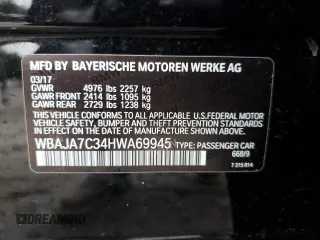 MFD BY BAYERISCHE MOTOREN WERKE AG
03/17
GVWR 4976 lbs 2257 kg
GAWR FRONT 2414 lbs 1095 kg
GAWR REAR 2729 lbs 1238 kg
THIS VEHICLE CONFORMS TO ALL APPLICABLE
U.S.FEDERAL MOTOR VEHICLE SAFETY, BUMPER,
AND THEFT PREVENTION STANDARDS IN EFFECT
ON THE DATE OF MANUFACTURE SHOWN ABOVE.
WBAJA7C34HWA69945 TYPE: PASSENGER CAR
668/9
7 315 814
DREAMBID